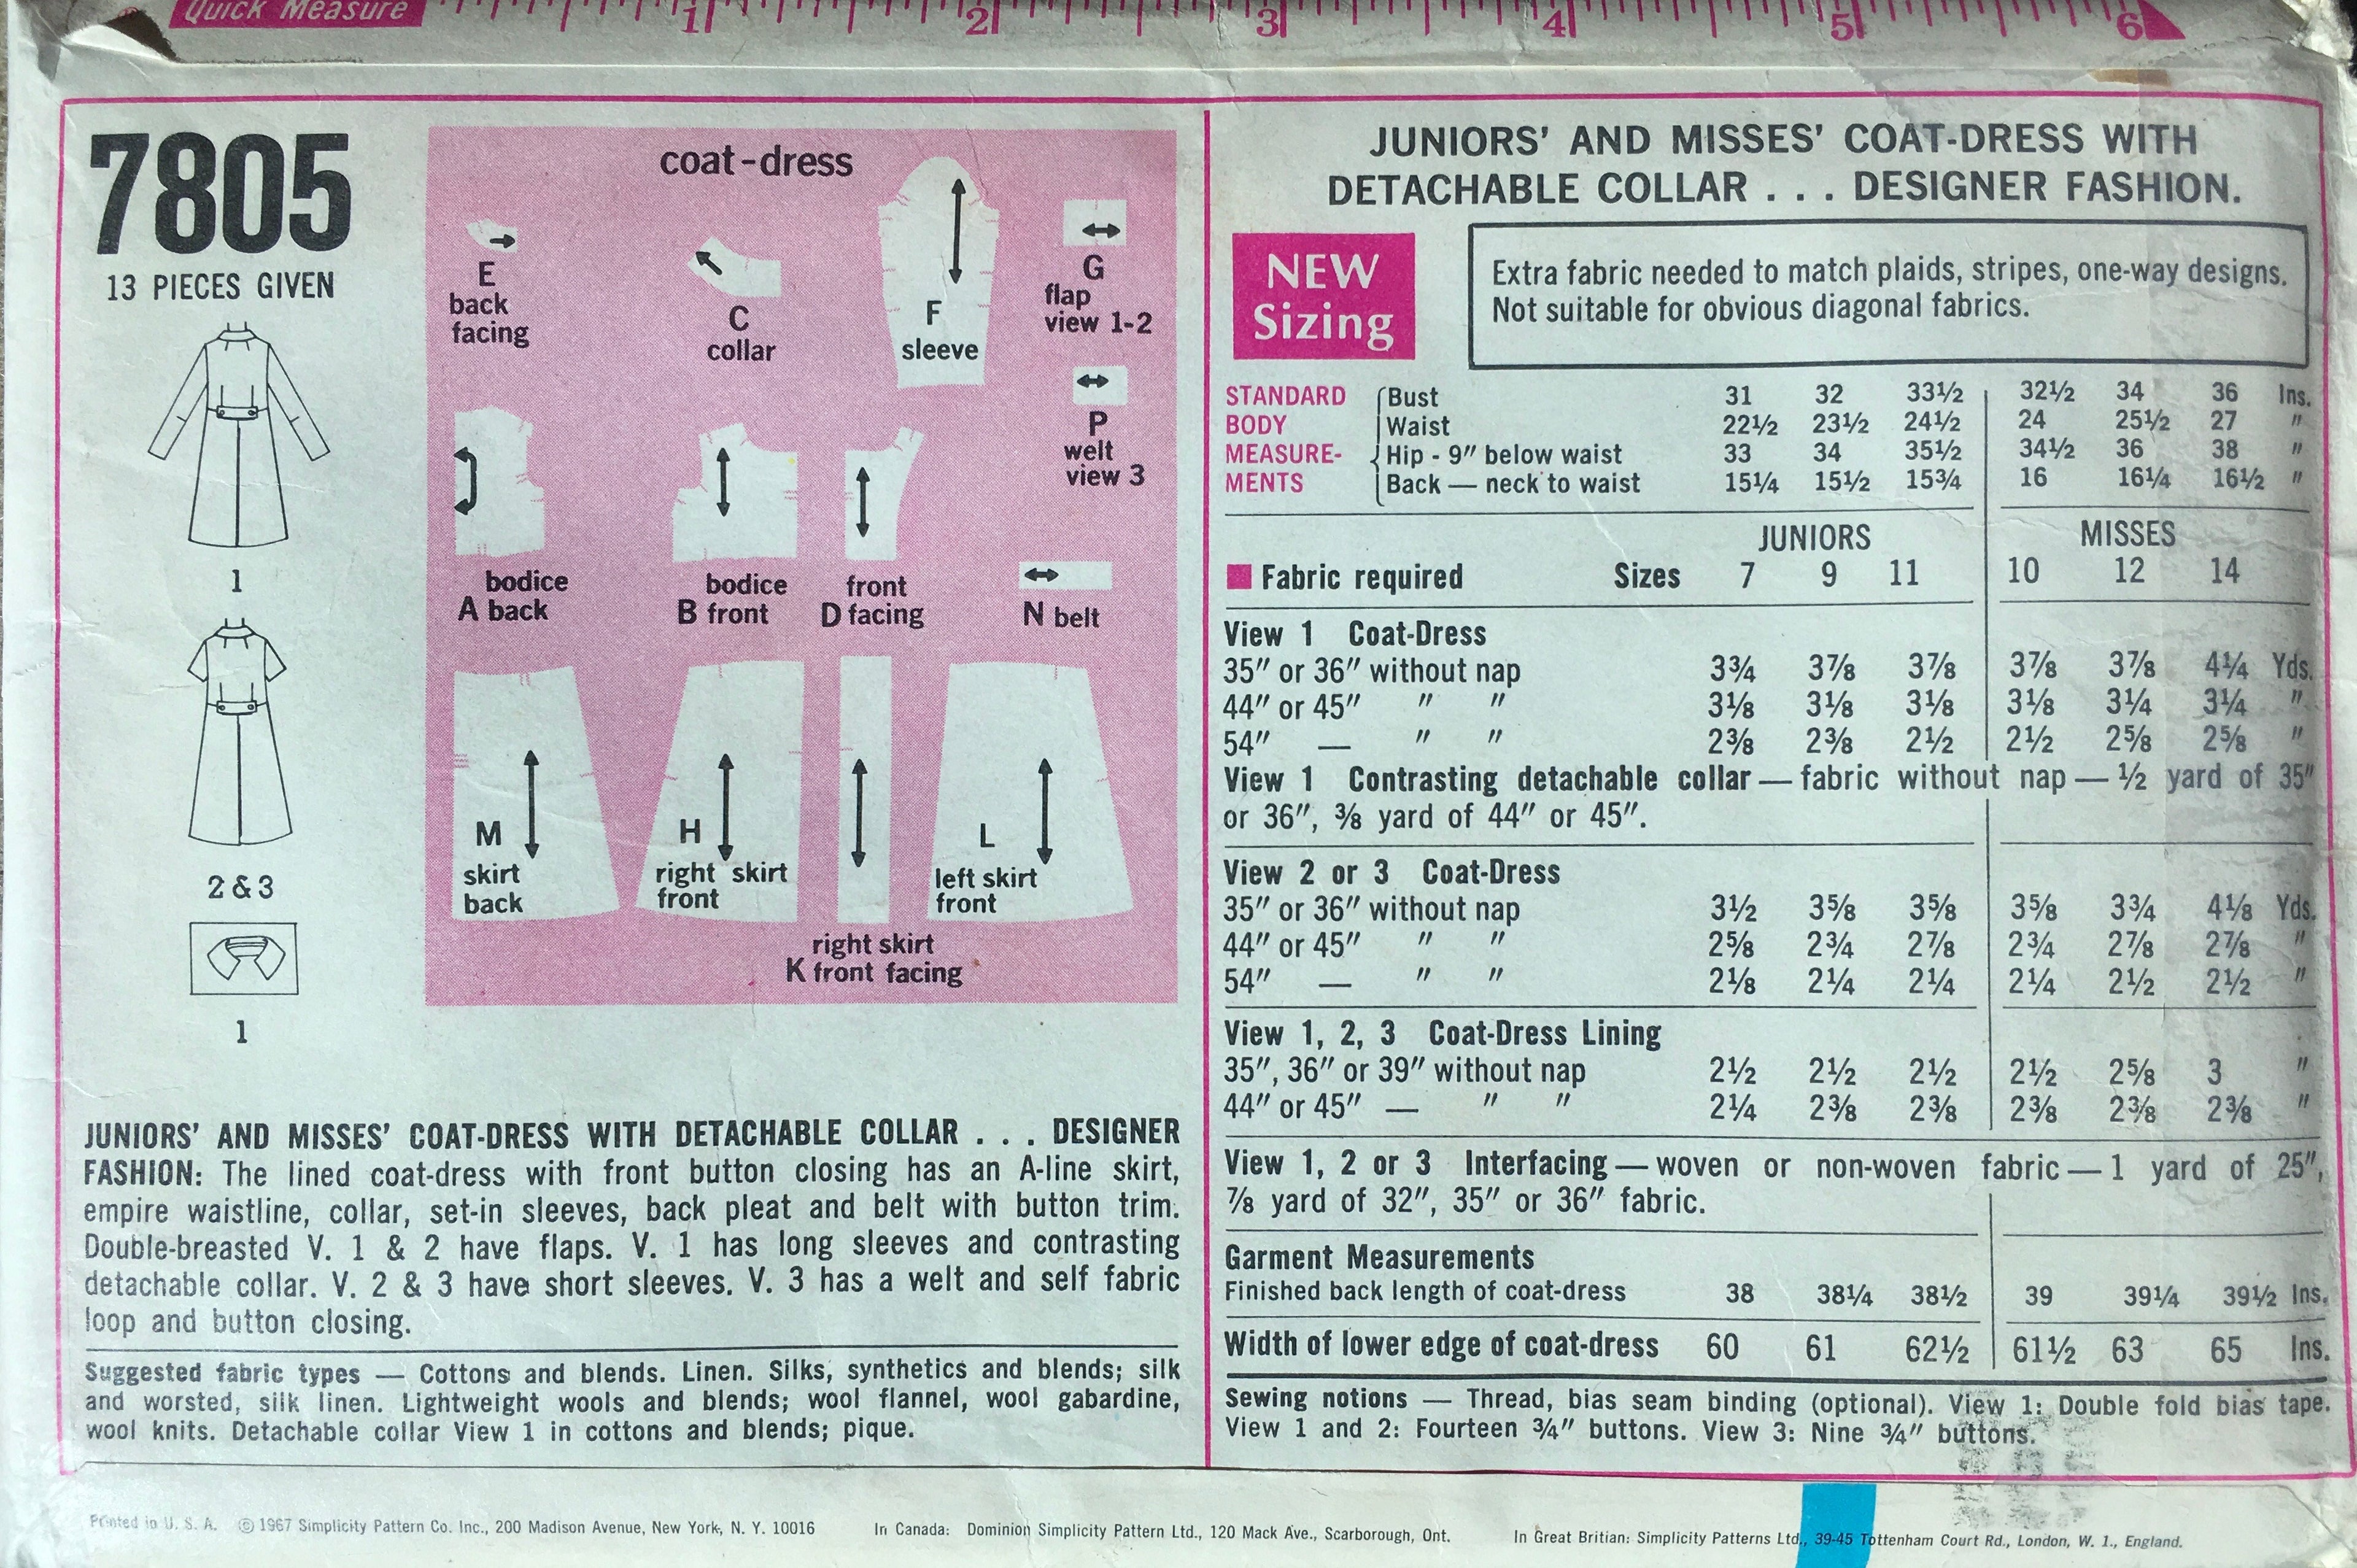 Quick Measure 1 2 3 4 5 6
7805
13 PIECES GIVEN
1
2 & 3
1
coat-dress
E
back
facing
C
collar
F
sleeve
G
flap
view 1-2
P
welt
view 3
bodice
A back
bodice
B front
front
D facing
N belt
M
skirt
back
H
right skirt
front
L
left skirt
front
right skirt
K front facing
JUNIORS' AND MISSES' COAT-DRESS WITH DETACHABLE COLLAR . . . DESIGNER
FASHION: The lined coat-dress with front button closing has an A-line skirt,
empire waistline, collar, set-in sleeves, back pleat and belt with button trim.
Double-breasted V. 1 & 2 have flaps. V. 1 has long sleeves and contrasting
detachable collar. V. 2 & 3 have short sleeves. V. 3 has a welt and self fabric
loop and button closing.
Suggested fabric types — Cottons and blends. Linen. Silks, synthetics and blends; silk
and worsted, silk linen. Lightweight wools and blends; wool flannel, wool gabardine,
wool knits. Detachable collar View 1 in cottons and blends; pique.
JUNIORS' AND MISSES' COAT-DRESS WITH
DETACHABLE COLLAR . . . DESIGNER FASHION.
NEW
Sizing
Extra fabric needed to match plaids, stripes, one-way designs.
Not suitable for obvious diagonal fabrics.
STANDARD Bust 31 32 33½ 32½ 34 36 Ins.
BODY Waist 22½ 23½ 24½ 24 25½ 27 "
MEASURE- Hip - 9" below waist 33 34 35½ 34½ 36 38 "
MENTS Back — neck to waist 15¼ 15½ 15¾ 16 16¼ 16½ "
JUNIORS MISSES
Fabric required Sizes 7 9 11 10 12 14
View 1 Coat-Dress
35" or 36" without nap 3¾ 3⅞ 3⅞ 3⅞ 3⅞ 4¼ Yds.
44" or 45" " " 3⅛ 3⅛ 3⅛ 3⅛ 3¼ 3¼ "
54" — " " 2⅜ 2⅜ 2½ 2½ 2⅝ 2⅝ "
View 1 Contrasting detachable collar — fabric without nap — ½ yard of 35"
or 36", ⅜ yard of 44" or 45".
View 2 or 3 Coat-Dress
35" or 36" without nap 3½ 3⅝ 3⅝ 3⅝ 3¾ 4⅛ Yds.
44" or 45" " " 2⅝ 2¾ 2⅞ 2¾ 2⅞ 2⅞ "
54" — " " 2⅛ 2¼ 2¼ 2¼ 2½ 2½ "
View 1, 2, 3 Coat-Dress Lining
35", 36" or 39" without nap 2½ 2½ 2½ 2½ 2⅝ 3 "
44" or 45" — " " 2¼ 2⅜ 2⅜ 2⅜ 2⅜ 2⅜ "
View 1, 2 or 3 Interfacing — woven or non-woven fabric — 1 yard of 25",
⅞ yard of 32", 35" or 36" fabric.
Garment Measurements
Finished back length of coat-dress 38 38¼ 38½ 39 39¼ 39½ Ins.
Width of lower edge of coat-dress 60 61 62½ 61½ 63 65 Ins.
Sewing notions — Thread, bias seam binding (optional). View 1: Double fold bias tape.
View 1 and 2: Fourteen ¾" buttons. View 3: Nine ¾" buttons.
Printed in U. S. A. © 1967 Simplicity Pattern Co. Inc., 200 Madison Avenue, New York, N. Y. 10016 In Canada: Dominion Simplicity Pattern Ltd., 120 Mack Ave., Scarborough, Ont. In Great Britian: Simplicity Patterns Ltd., 39-45 Tottenham Court Rd., London, W. 1., England.